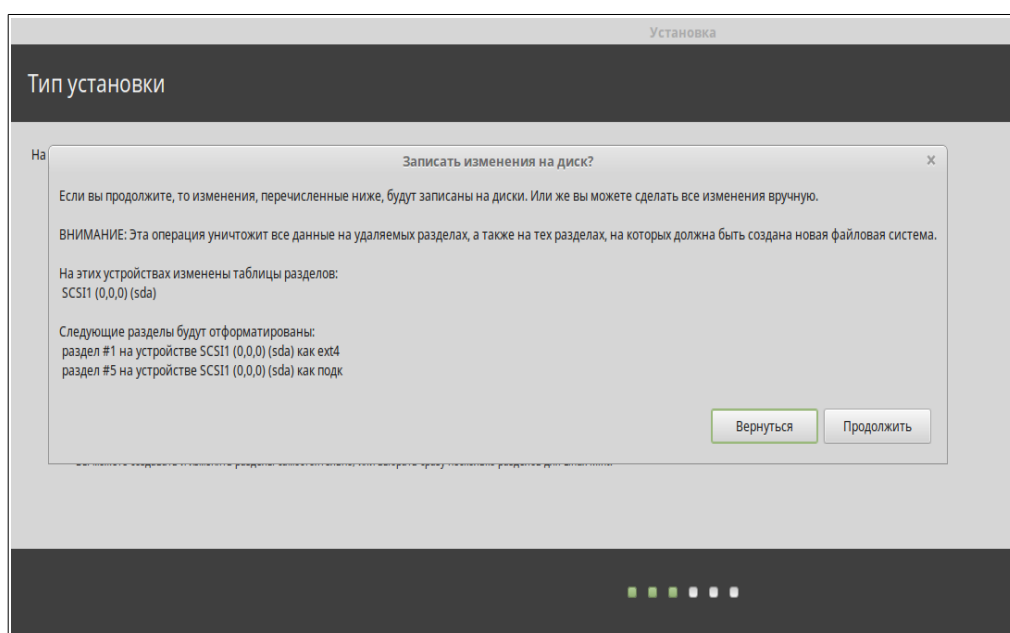 Установка
Тип установки
На
Записать изменения на диск?
x
Если вы продолжите, то изменения, перечисленные ниже, будут записаны на диски. Или же вы можете сделать все изменения вручную.
ВНИМАНИЕ: Эта операция уничтожит все данные на удаляемых разделах, а также на тех разделах, на которых должна быть создана новая файловая система.
На этих устройствах изменены таблицы разделов:
SCSI1 (0,0,0) (sda)
Следующие разделы будут отформатированы:
раздел #1 на устройстве SCSI1 (0,0,0) (sda) как ext4
раздел #5 на устройстве SCSI1 (0,0,0) (sda) как подк
Вернуться
Продолжить